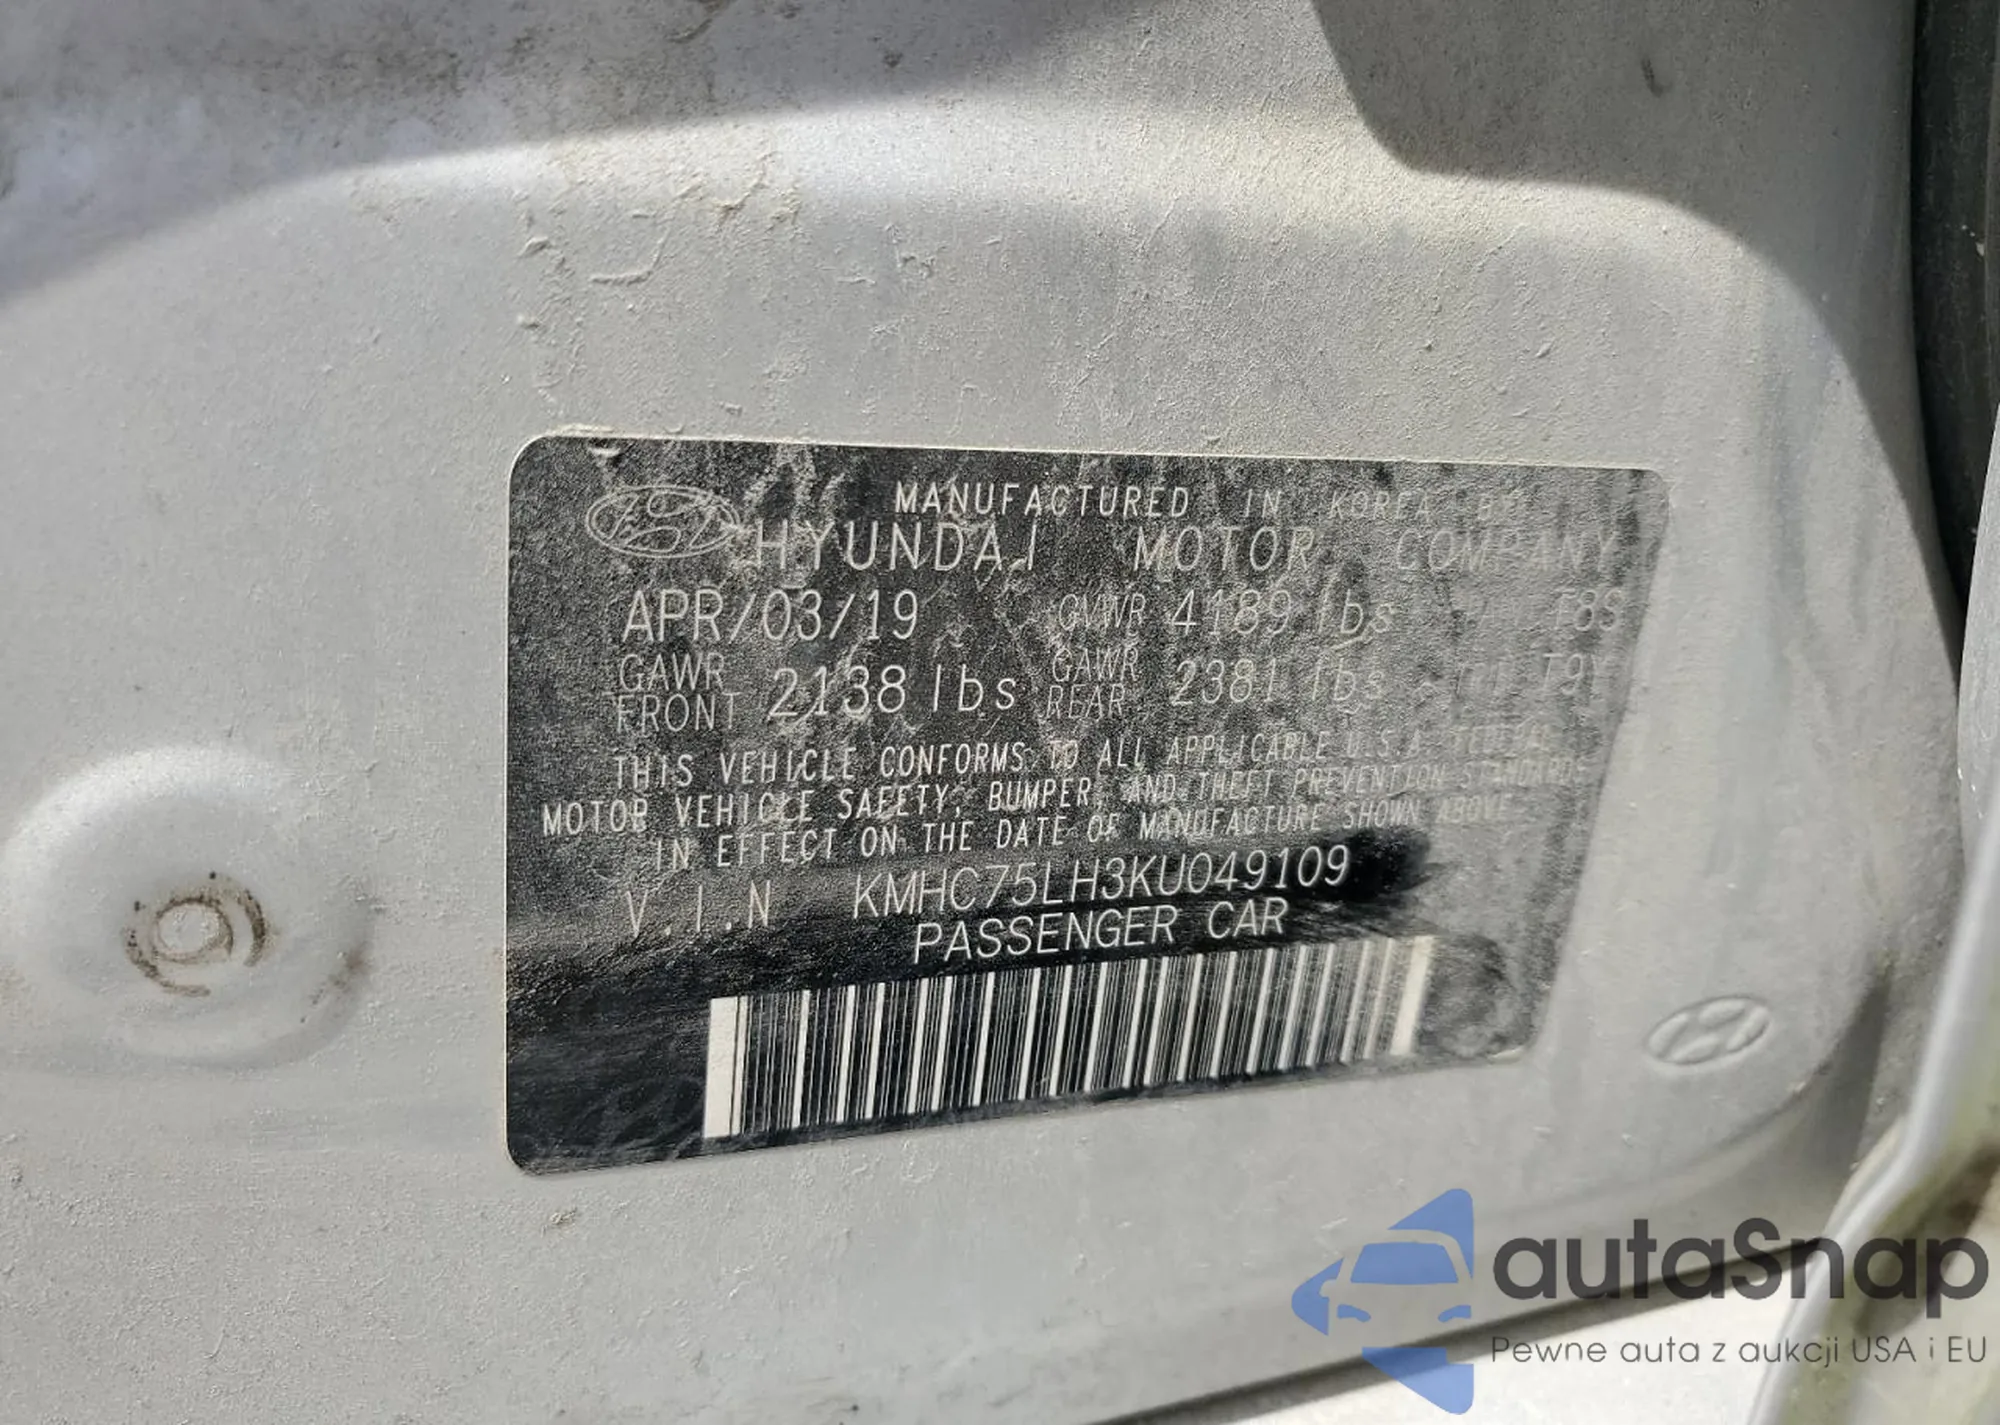 MANUFACTURED IN KOREA BY
HYUNDAI MOTOR COMPANY
APR/03/19 GVWR 4189 lbs T8S
GAWR FRONT 2138 lbs GAWR REAR 2381 lbs T9Y
THIS VEHICLE CONFORMS TO ALL APPLICABLE U.S.A. FEDERAL
MOTOR VEHICLE SAFETY, BUMPER, AND THEFT PREVENTION STANDARDS
IN EFFECT ON THE DATE OF MANUFACTURE SHOWN ABOVE
V.I.N KMHC75LH3KU049109
PASSENGER CAR
autaSnap
Pewne auta z aukcji USA i EU